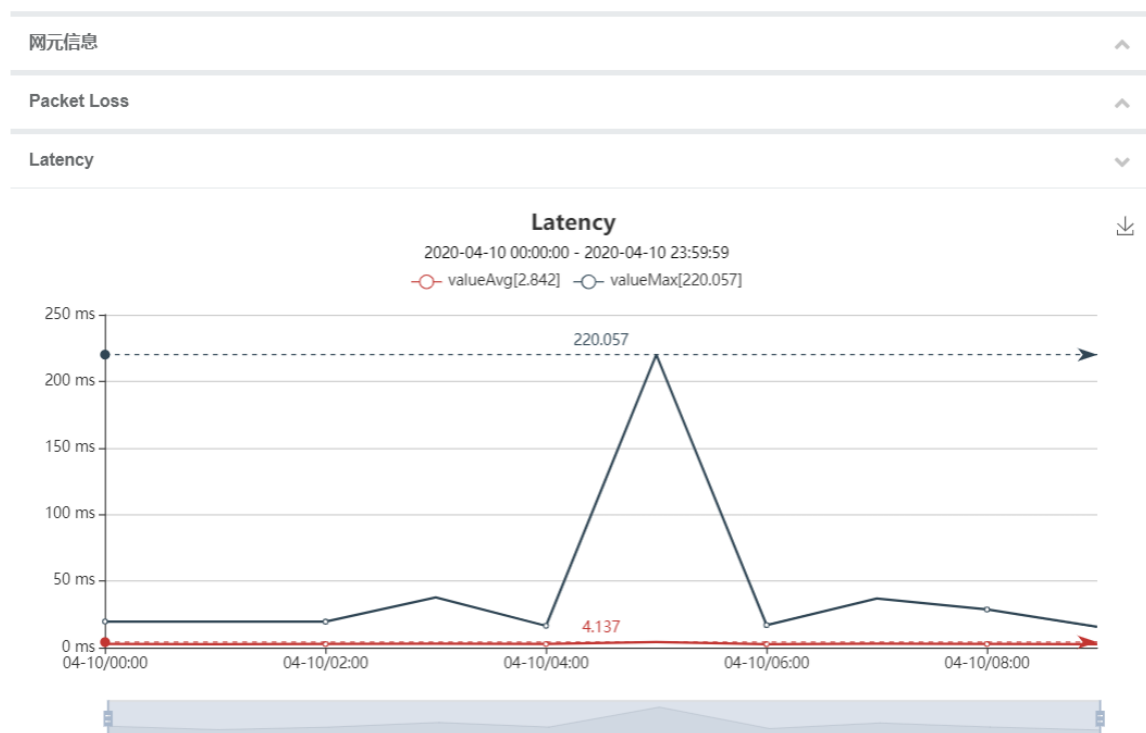 网元信息
Packet Loss
Latency
Latency
2020-04-10 00:00:00 - 2020-04-10 23:59:59
valueAvg[2.842] valueMax[220.057]
250 ms
220.057
200 ms
150 ms
100 ms
50 ms
4.137
0 ms
04-10/00:00 04-10/02:00 04-10/04:00 04-10/06:00 04-10/08:00